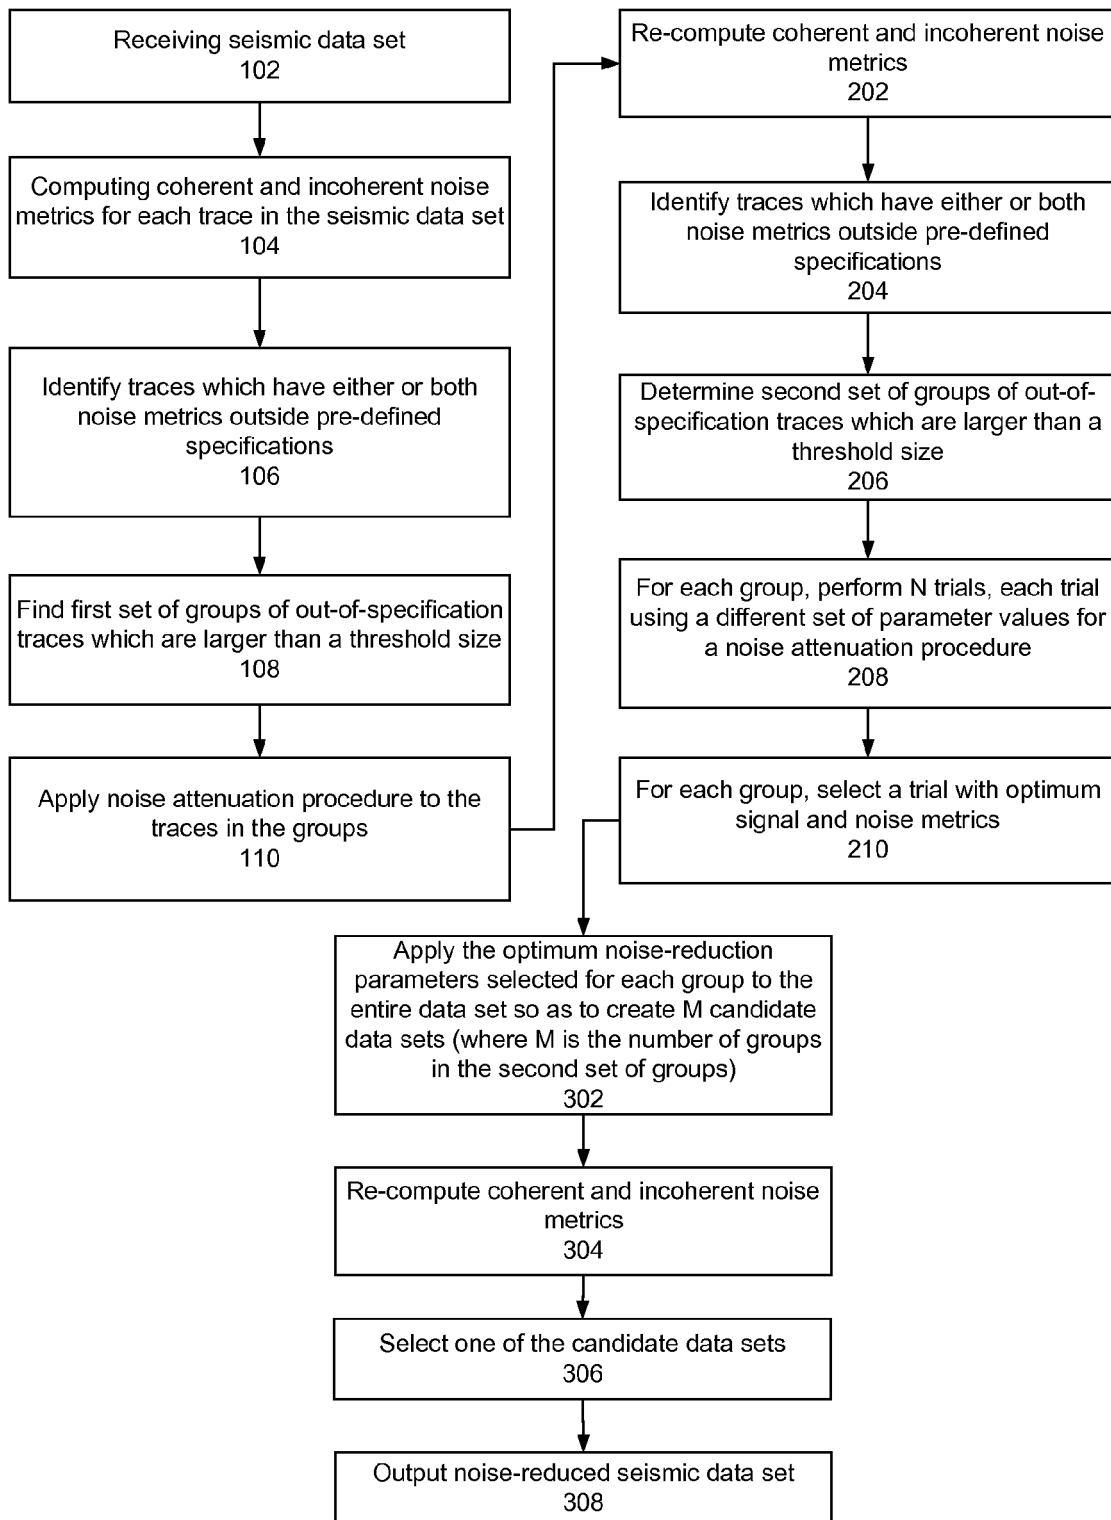 Receiving seismic data set
102
Computing coherent and incoherent noise
metrics for each trace in the seismic data set
104
Identify traces which have either or both
noise metrics outside pre-defined
specifications
106
Find first set of groups of out-of-specification
traces which are larger than a threshold size
108
Apply noise attenuation procedure to the
traces in the groups
110
Re-compute coherent and incoherent noise
metrics
202
Identify traces which have either or both
noise metrics outside pre-defined
specifications
204
Determine second set of groups of out-of-
specification traces which are larger than a
threshold size
206
For each group, perform N trials, each trial
using a different set of parameter values for
a noise attenuation procedure
208
For each group, select a trial with optimum
signal and noise metrics
210
Apply the optimum noise-reduction
parameters selected for each group to the
entire data set so as to create M candidate
data sets (where M is the number of groups
in the second set of groups)
302
Re-compute coherent and incoherent noise
metrics
304
Select one of the candidate data sets
306
Output noise-reduced seismic data set
308